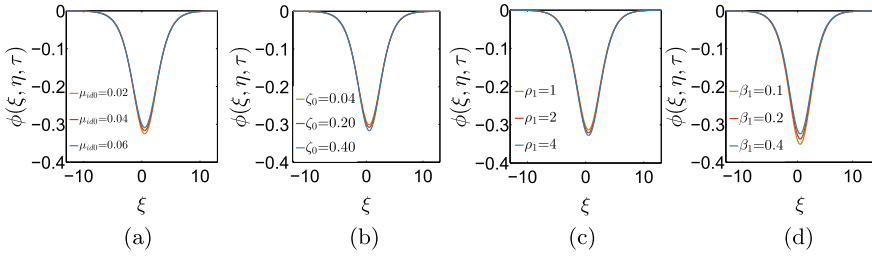 0
−0.1
−0.2
−0.3
−0.4
ϕ(ξ, η, τ)
μid0=0.02
μid0=0.04
μid0=0.06
−10 0 10
ξ
(a)
0
−0.1
−0.2
−0.3
−0.4
ϕ(ξ, η, τ)
ζ0=0.04
ζ0=0.20
ζ0=0.40
−10 0 10
ξ
(b)
0
−0.1
−0.2
−0.3
−0.4
ϕ(ξ, η, τ)
ρ1=1
ρ1=2
ρ1=4
−10 0 10
ξ
(c)
0
−0.1
−0.2
−0.3
−0.4
ϕ(ξ, η, τ)
β1=0.1
β1=0.2
β1=0.4
−10 0 10
ξ
(d)